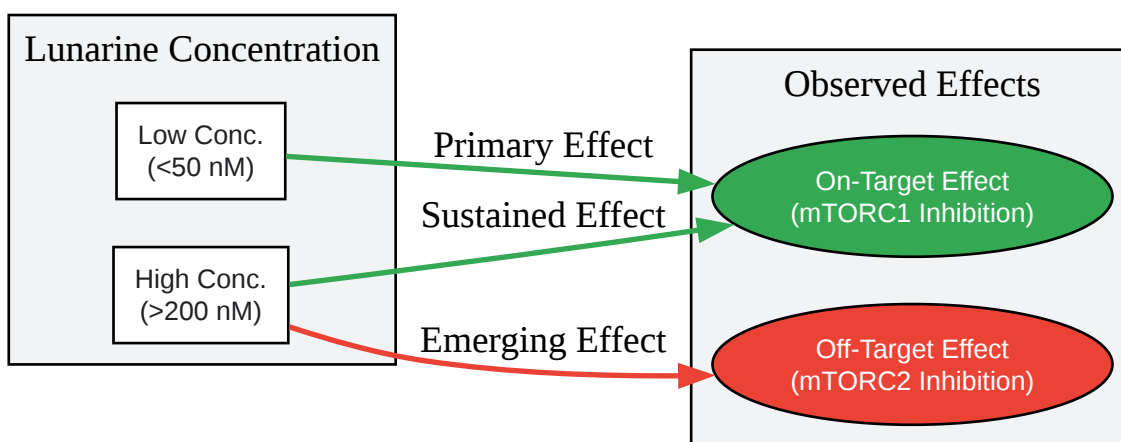 Lunarine Concentration
Low Conc.
(<50 nM)
High Conc.
(>200 nM)
Primary Effect
Sustained Effect
Emerging Effect
Observed Effects
On-Target Effect
(mTORC1 Inhibition)
Off-Target Effect
(mTORC2 Inhibition)